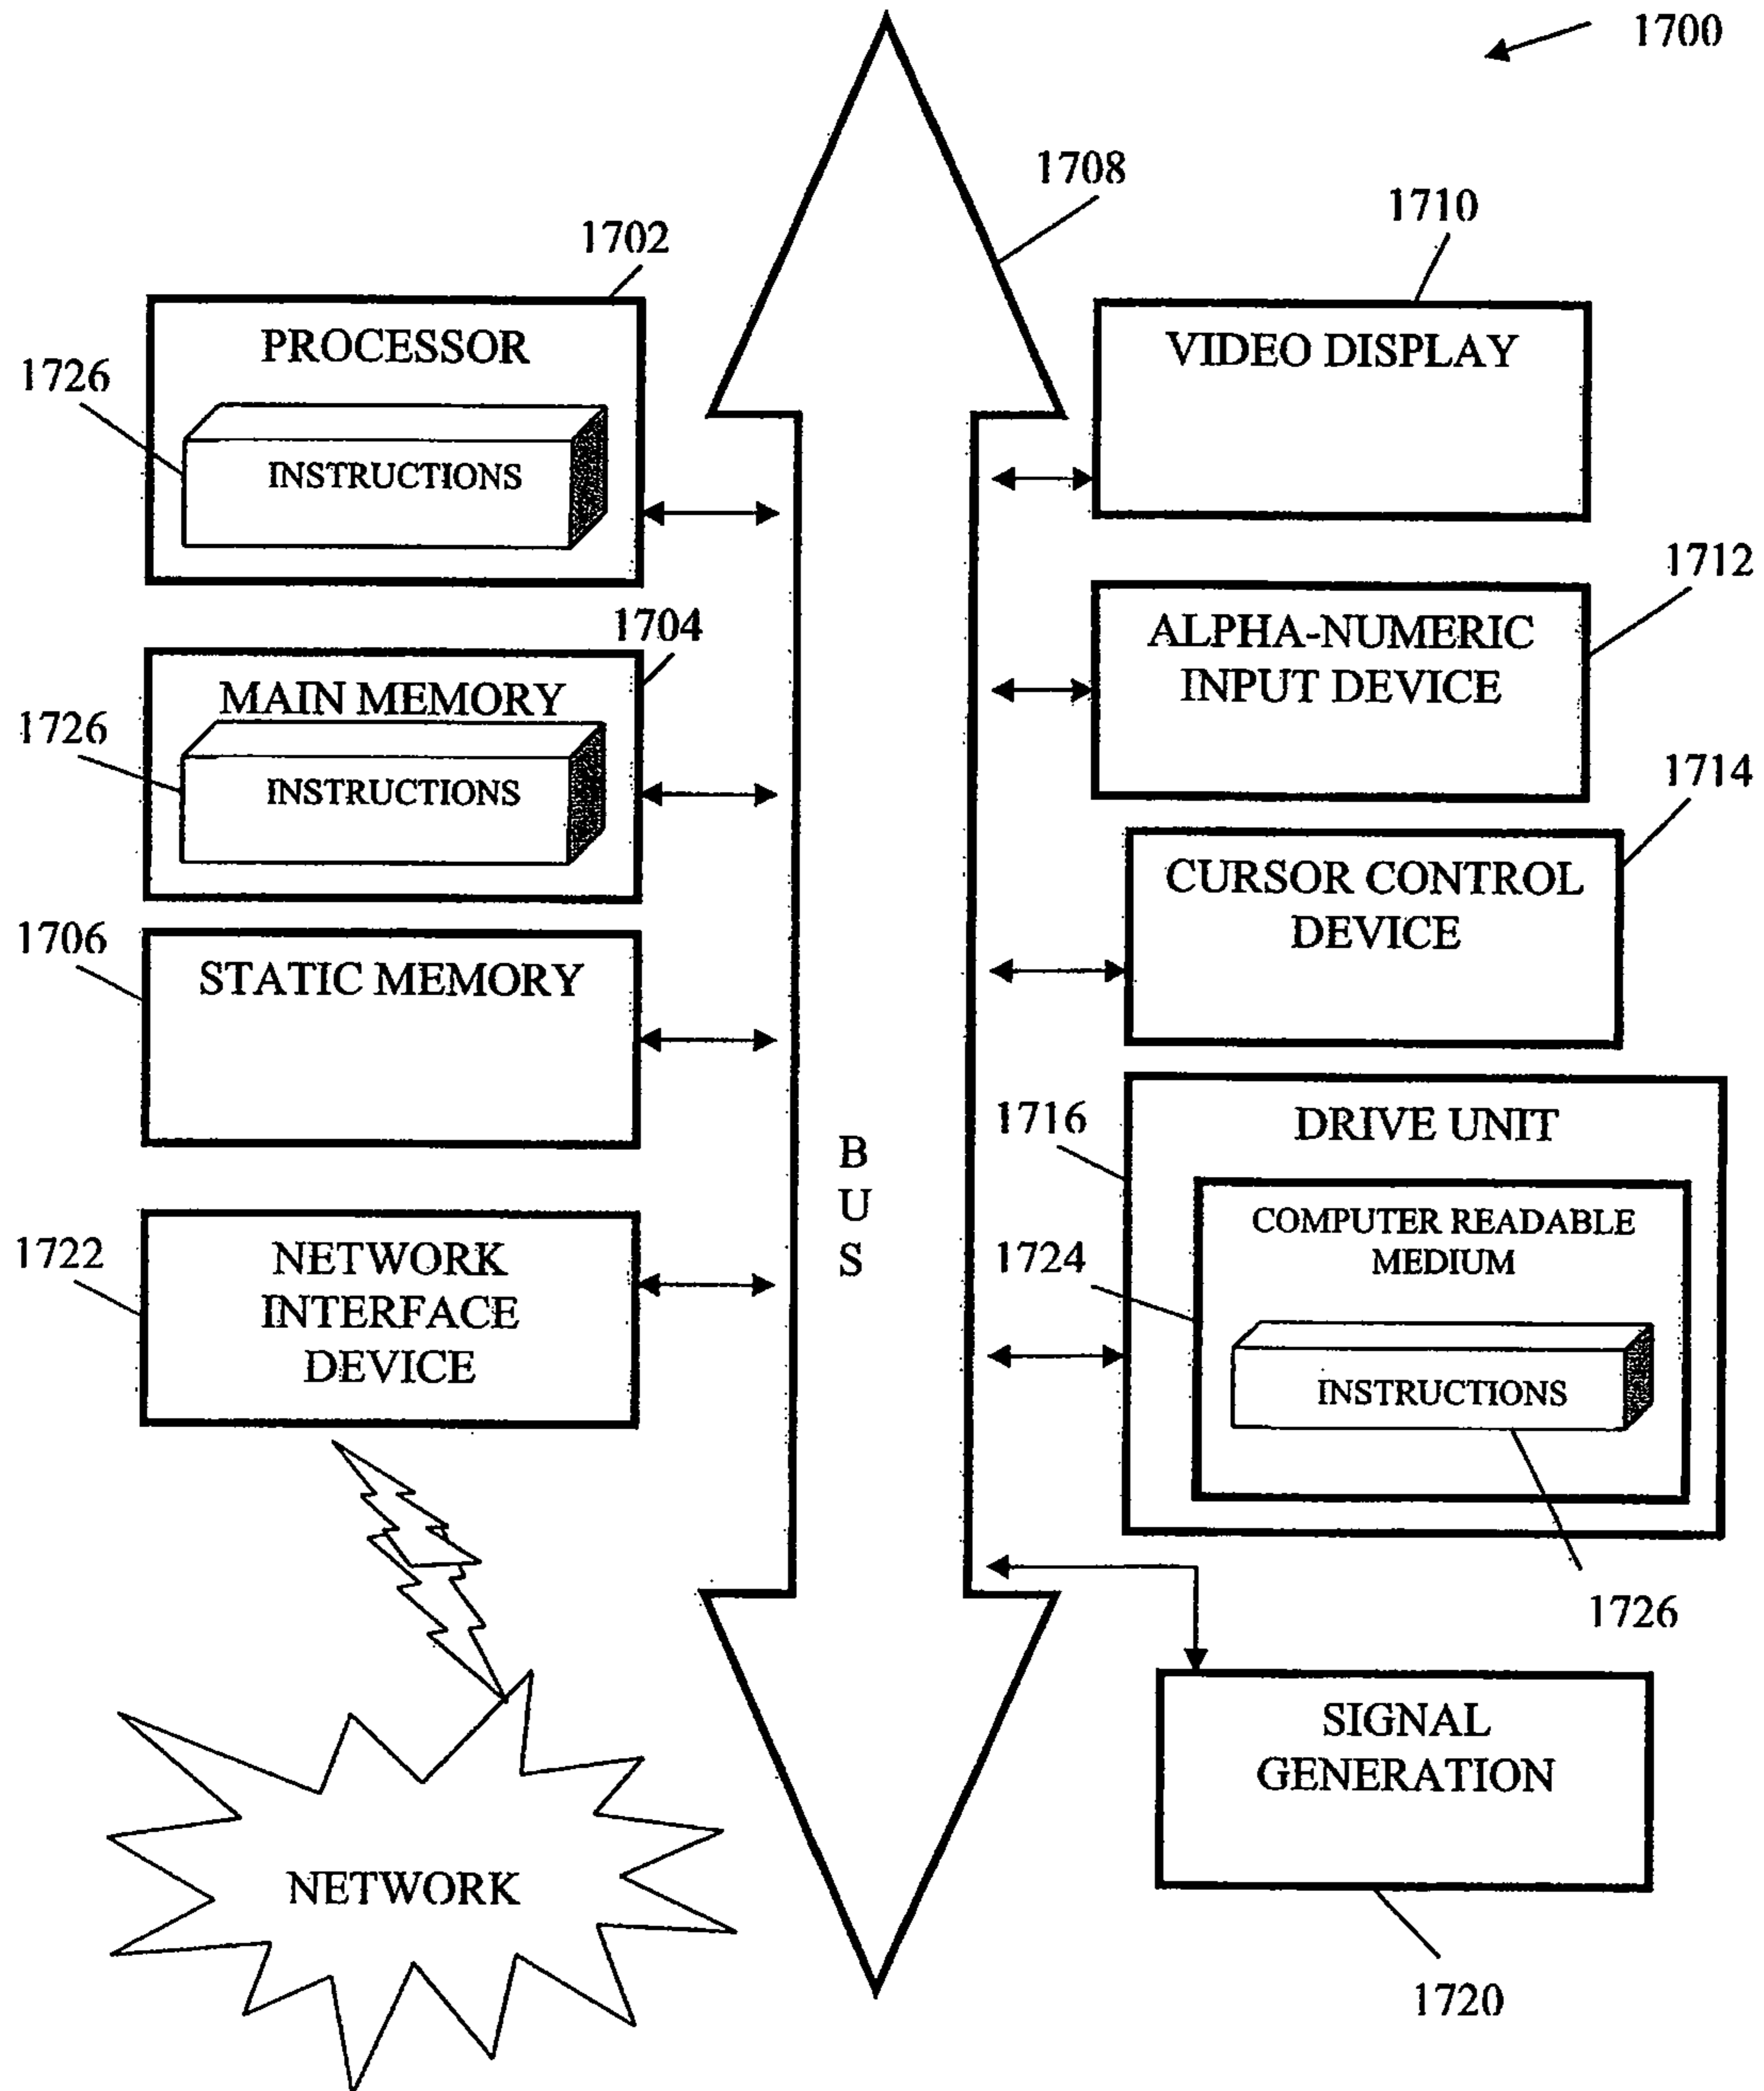 1700
1708
1710
1702
PROCESSOR
1726
INSTRUCTIONS
VIDEO DISPLAY
1712
ALPHA-NUMERIC
INPUT DEVICE
1704
MAIN MEMORY
1726
INSTRUCTIONS
1714
CURSOR CONTROL
DEVICE
1706
STATIC MEMORY
1716
DRIVE UNIT
B
U
S
1722
NETWORK
INTERFACE
DEVICE
1724
COMPUTER READABLE
MEDIUM
INSTRUCTIONS
1726
SIGNAL
GENERATION
NETWORK
1720